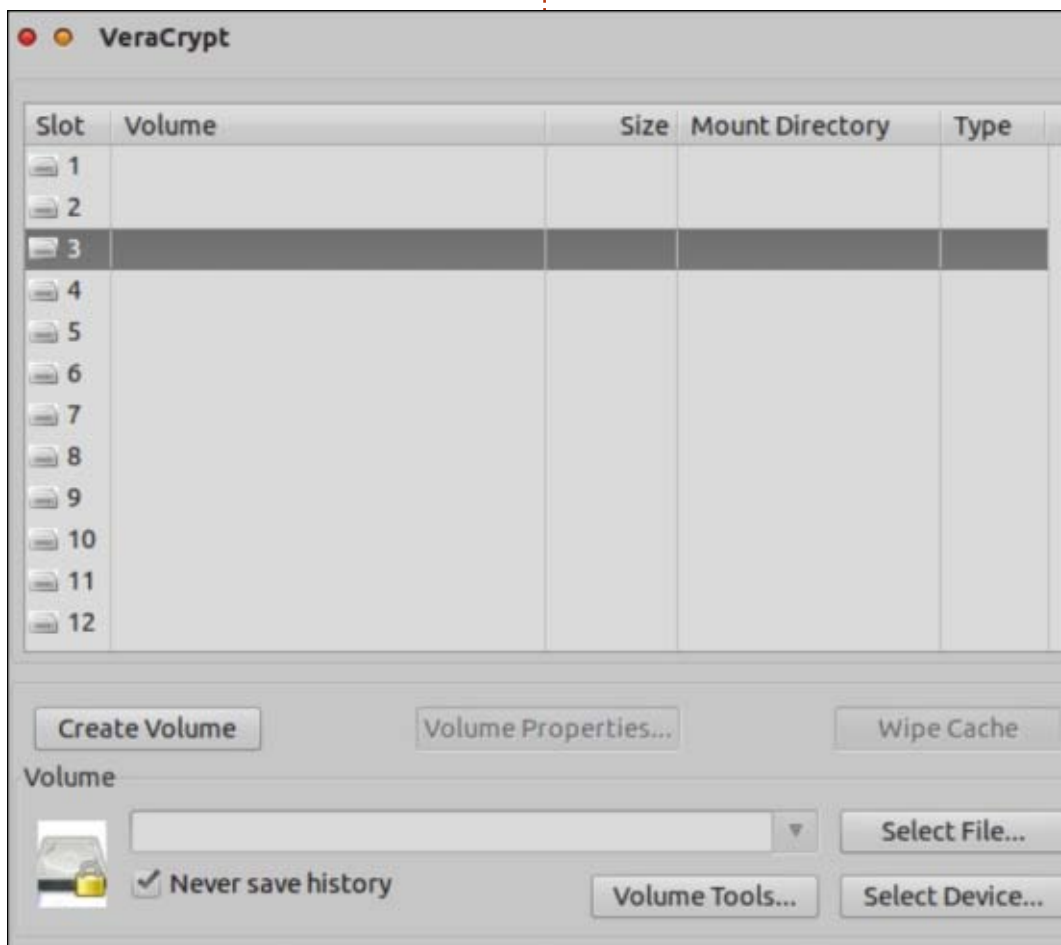 VeraCrypt
Slot Volume Size Mount Directory Type
1
2
3
4
5
6
7
8
9
10
11
12
Create Volume Volume Properties... Wipe Cache
Volume
Select File...
Never save history
Volume Tools... Select Device...